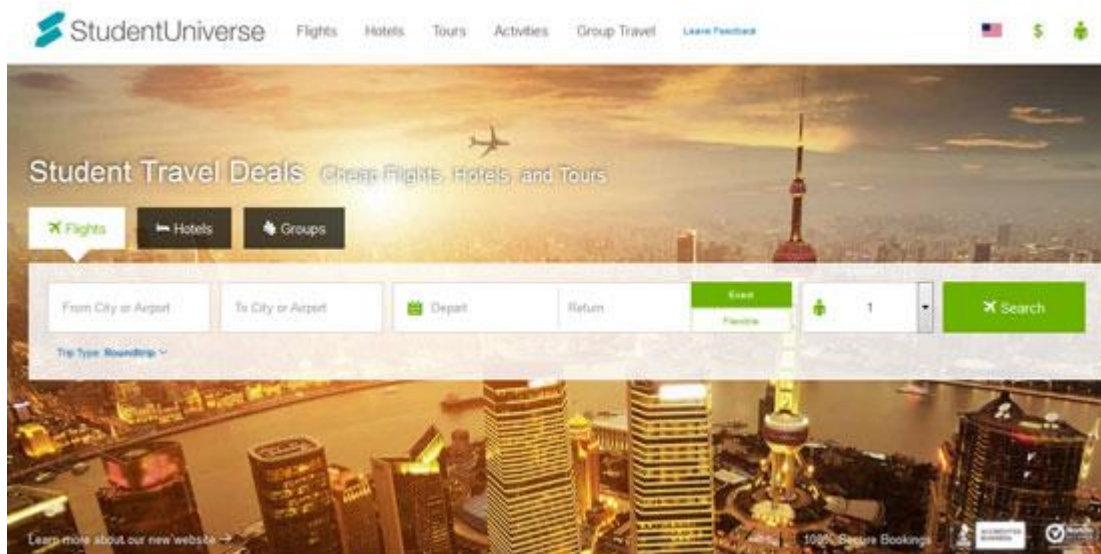 StudentUniverse Flights Hotels Tours Activities Group Travel Leave Feedback $
Student Travel Deals Cheap Flights, Hotels, and Tours
Flights Hotels Groups
From City or Airport To City or Airport Depart Return Exact 1 Search
Flexible
Trip Type: Roundtrip
Learn more about our new website → 100% Secure Bookings ACCREDITED BUSINESS